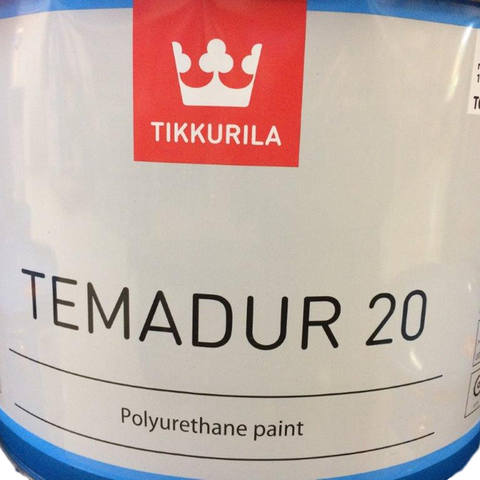 TIKKURILA
TEMADUR 20
Polyurethane paint